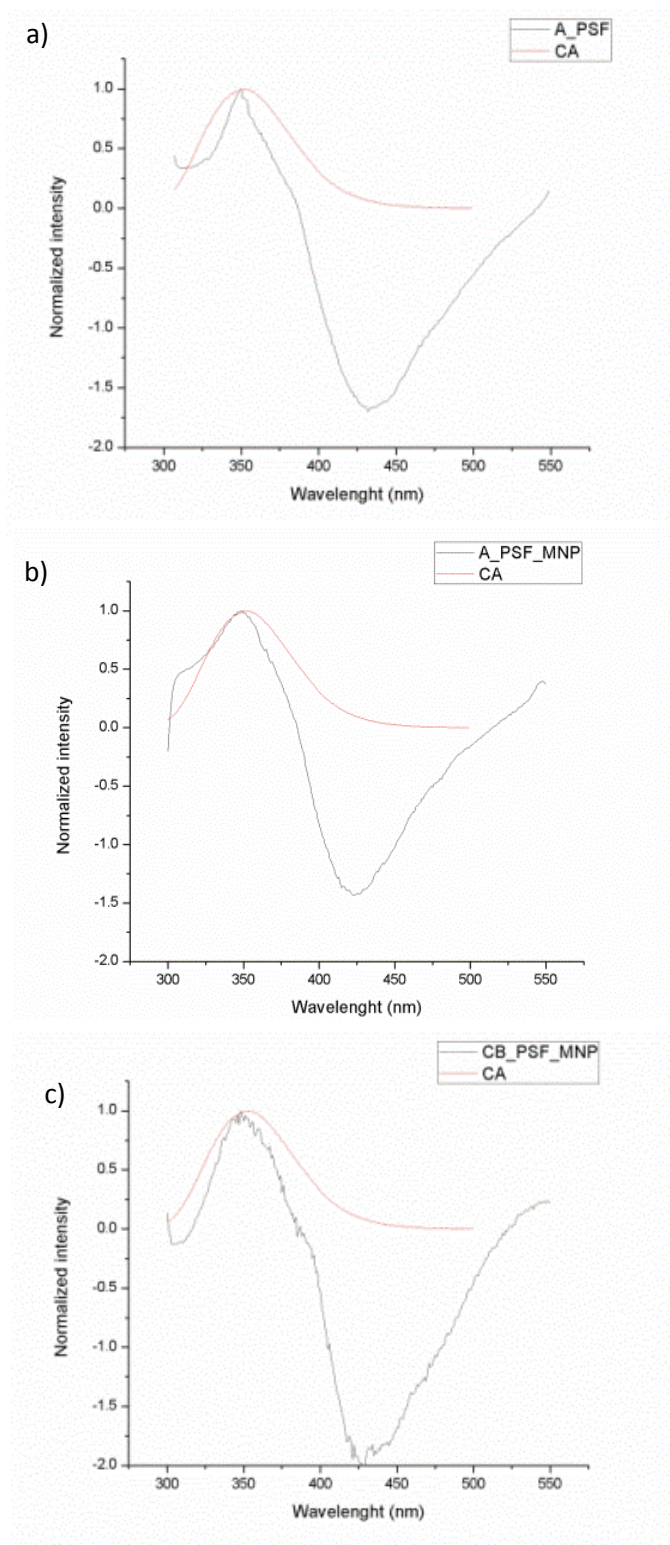 a)
A_PSF
CA
1.0
0.5
0.0
-0.5
-1.0
-1.5
-2.0
Normalized intensity
300 350 400 450 500 550
Wavelenght (nm)
b)
A_PSF_MNP
CA
1.0
0.5
0.0
-0.5
-1.0
-1.5
-2.0
Normalized intensity
300 350 400 450 500 550
Wavelenght (nm)
c)
CB_PSF_MNP
CA
1.0
0.5
0.0
-0.5
-1.0
-1.5
-2.0
Normalized intensity
300 350 400 450 500 550
Wavelenght (nm)